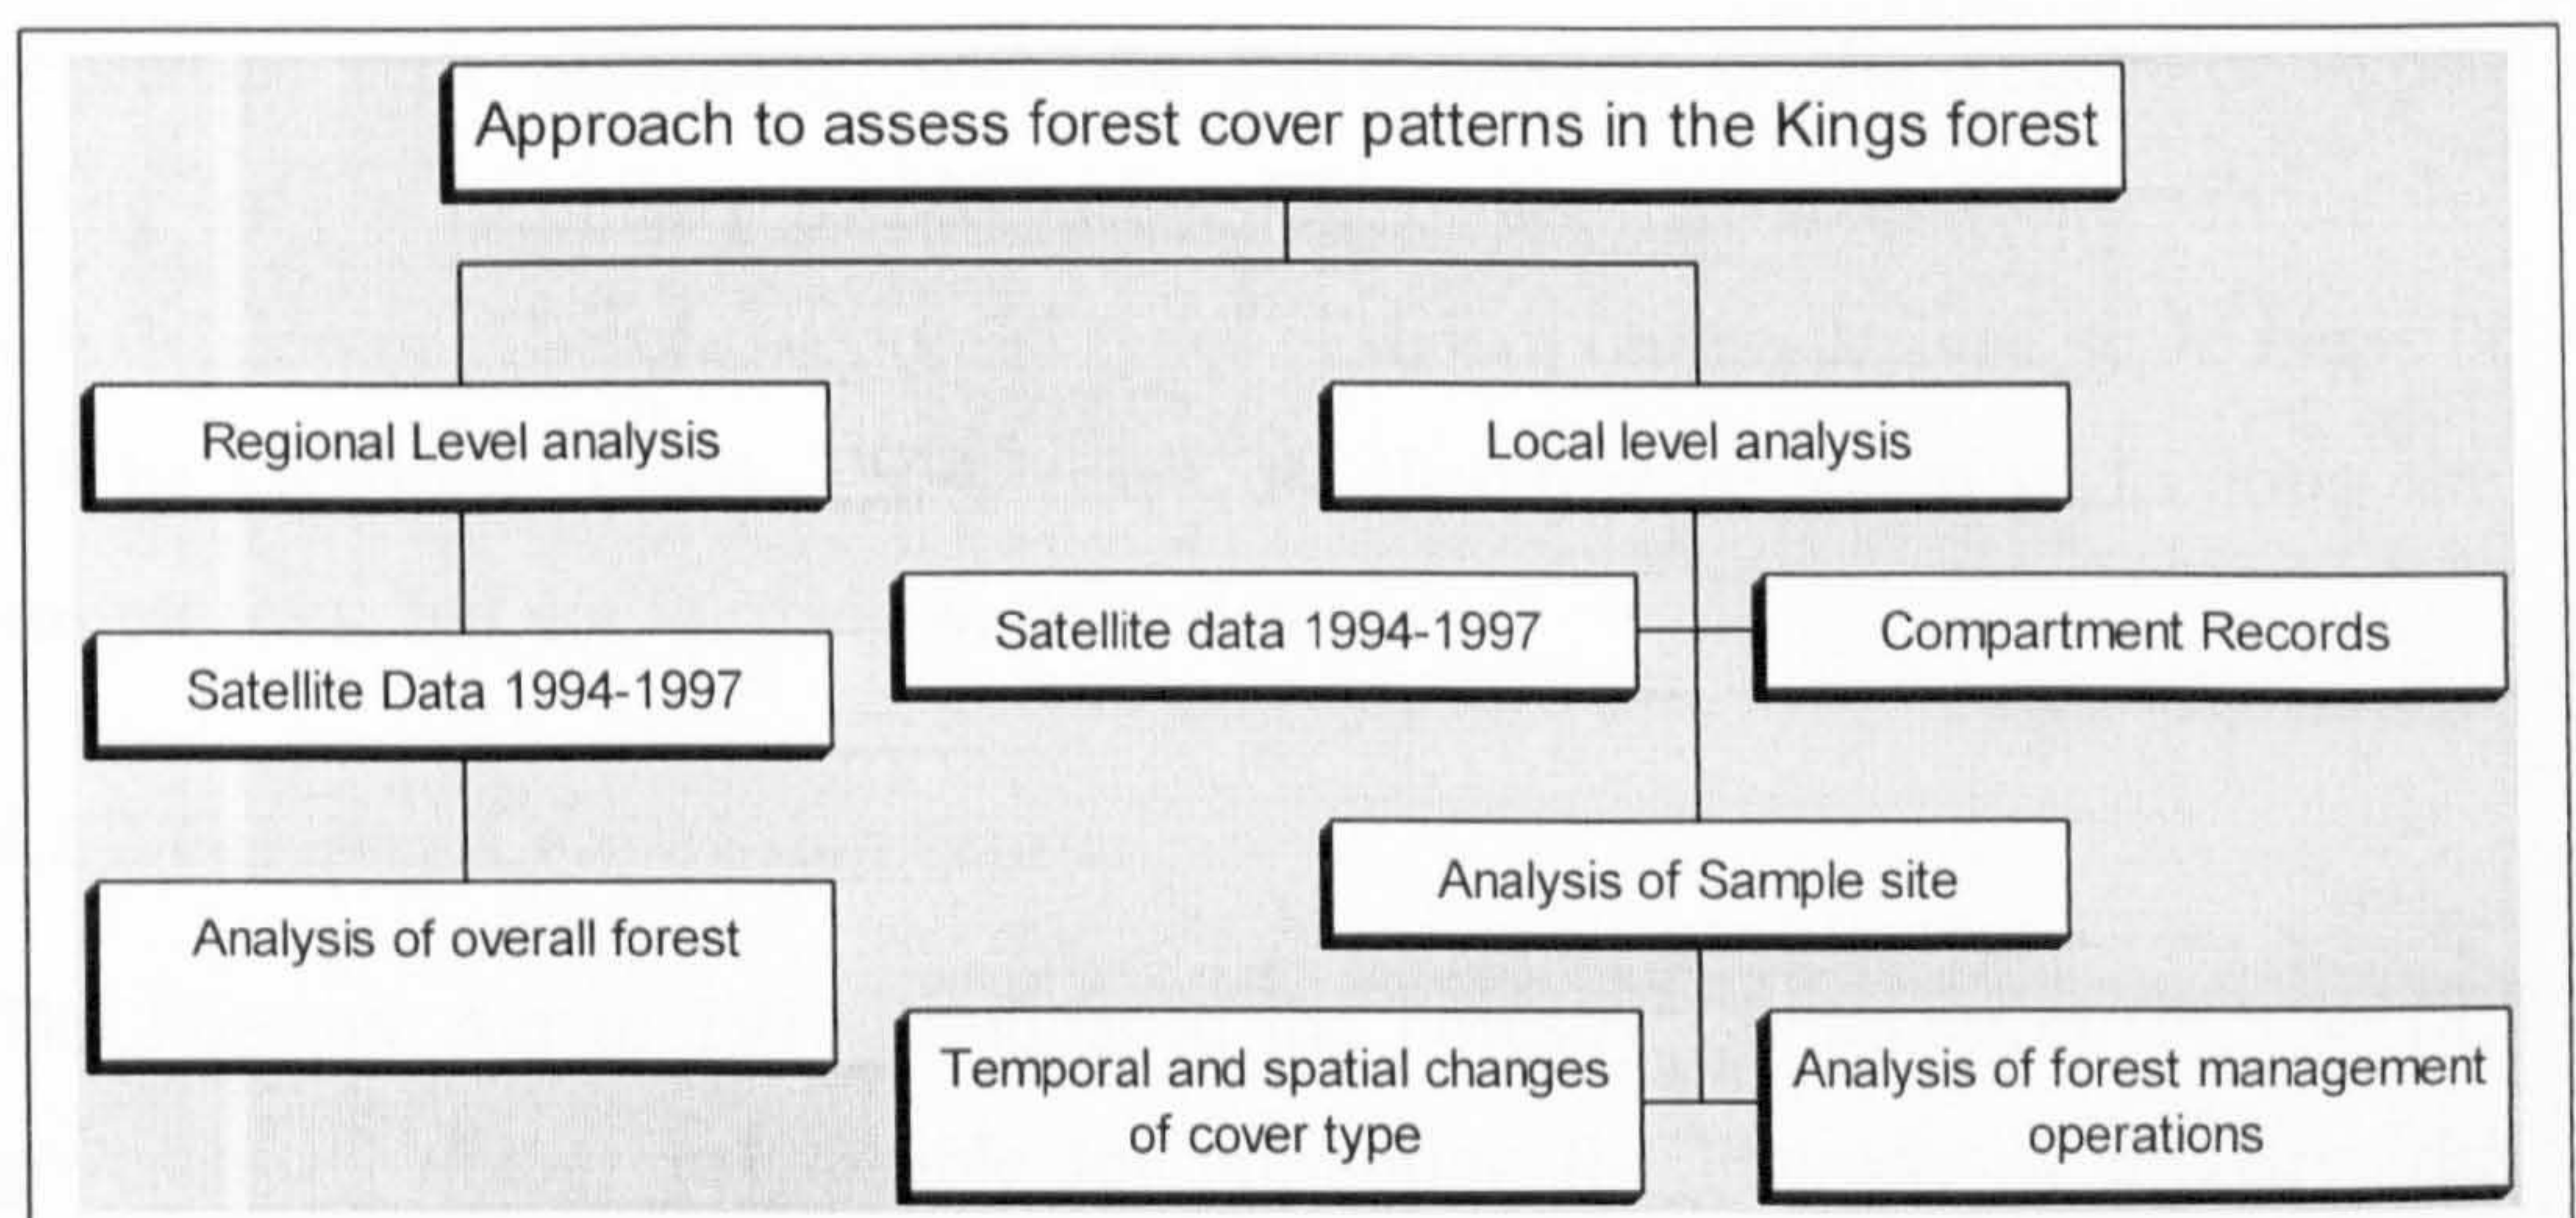 Approach to assess forest cover patterns in the Kings forest
Regional Level analysis
Local level analysis
Satellite data 1994-1997
Compartment Records
Satellite Data 1994-1997
Analysis of Sample site
Analysis of overall forest
Temporal and spatial changes
of cover type
Analysis of forest management
operations